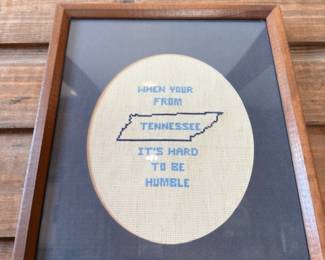 WHEN YOUR
FROM
TENNESSEE
IT'S HARD
TO BE
HUMBLE